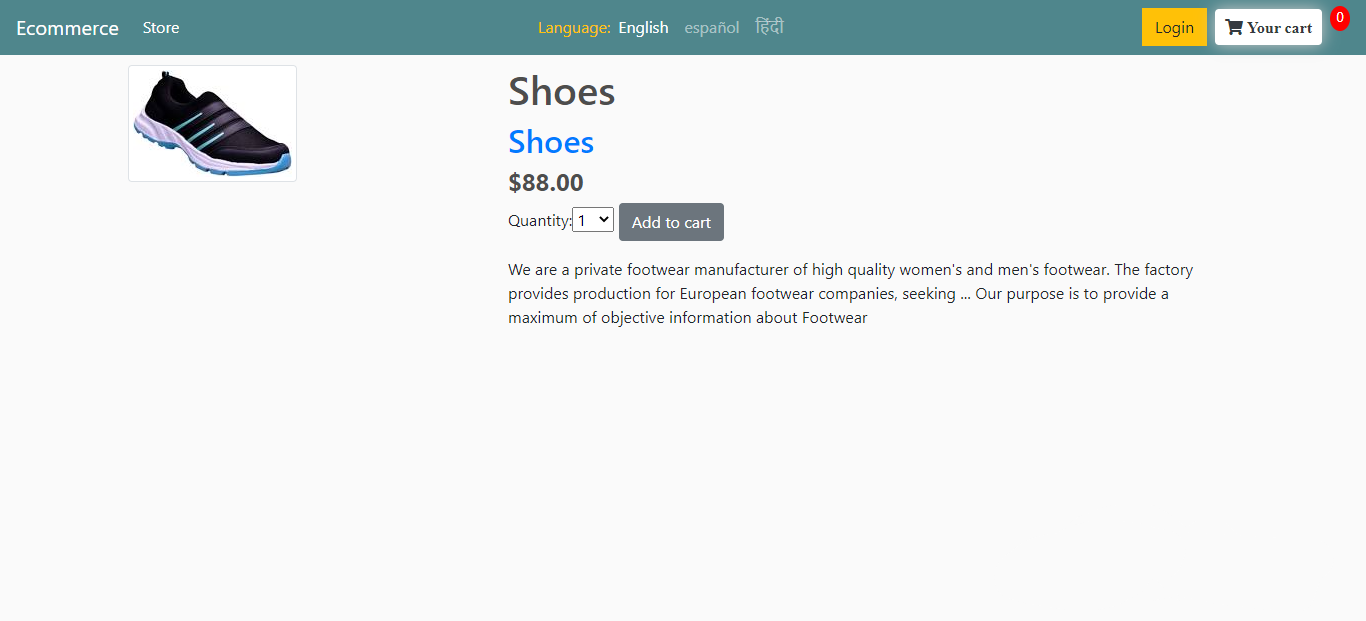 Ecommerce Store Language: English español हिंदी Login Your cart 0
Shoes
Shoes
$88.00
Quantity: 1 Add to cart
We are a private footwear manufacturer of high quality women's and men's footwear. The factory
provides production for European footwear companies, seeking ... Our purpose is to provide a
maximum of objective information about Footwear